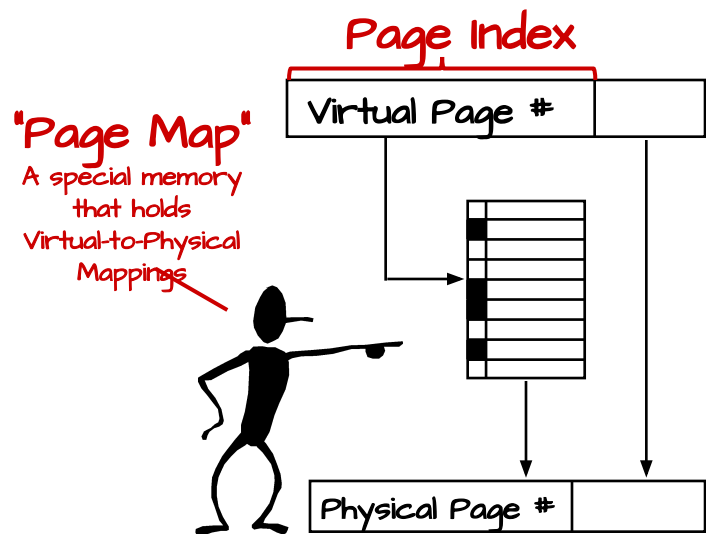 Page Index
Virtual Page #
"Page Map"
A special memory
that holds
Virtual-to-Physical
Mappings
Physical Page #